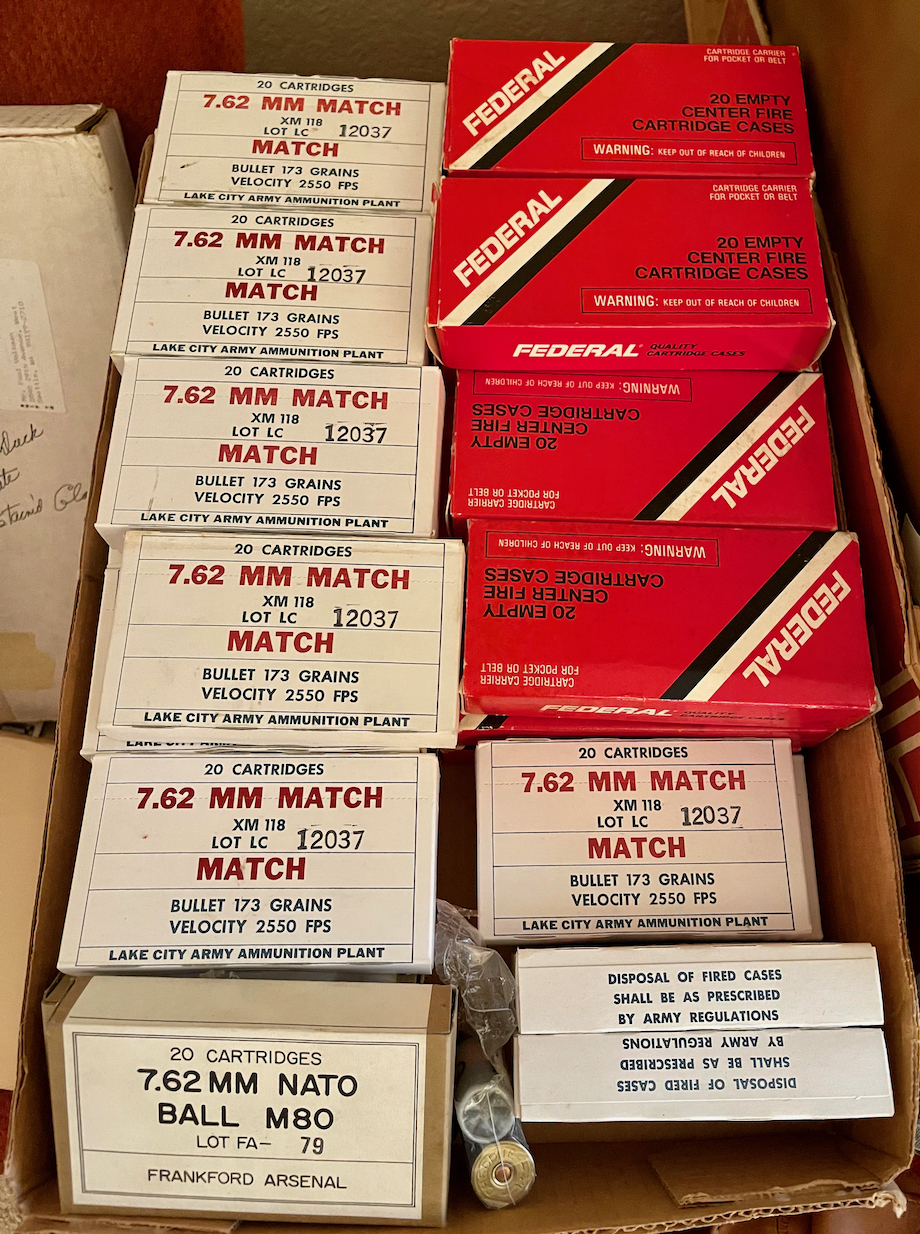 20 CARTRIDGES
7.62 MM MATCH
XM 118
LOT LC 12037
MATCH
BULLET 173 GRAINS
VELOCITY 2550 FPS
LAKE CITY ARMY AMMUNITION PLANT
20 CARTRIDGES
7.62 MM MATCH
XM 118
LOT LC 12037
MATCH
BULLET 173 GRAINS
VELOCITY 2550 FPS
LAKE CITY ARMY AMMUNITION PLANT
20 CARTRIDGES
7.62 MM MATCH
XM 118
LOT LC 12037
MATCH
BULLET 173 GRAINS
VELOCITY 2550 FPS
LAKE CITY ARMY AMMUNITION PLANT
20 CARTRIDGES
7.62 MM MATCH
XM 118
LOT LC 12037
MATCH
BULLET 173 GRAINS
VELOCITY 2550 FPS
LAKE CITY ARMY AMMUNITION PLANT
LAKE CITY ARMY
20 CARTRIDGES
7.62 MM MATCH
XM 118
LOT LC 12037
MATCH
BULLET 173 GRAINS
VELOCITY 2550 FPS
LAKE CITY ARMY AMMUNITION PLANT
20 CARTRIDGES
7.62 MM NATO
BALL M80
LOT FA- 79
FRANKFORD ARSENAL
FEDERAL
CARTRIDGE CARRIER
FOR POCKET OR BELT
20 EMPTY
CENTER FIRE
CARTRIDGE CASES
WARNING: KEEP OUT OF REACH OF CHILDREN
FEDERAL
CARTRIDGE CARRIER
FOR POCKET OR BELT
20 EMPTY
CENTER FIRE
CARTRIDGE CASES
WARNING: KEEP OUT OF REACH OF CHILDREN
FEDERAL® QUALITY
CARTRIDGE CASES
FEDERAL
CARTRIDGE CARRIER
FOR POCKET OR BELT
20 EMPTY
CENTER FIRE
CARTRIDGE CASES
WARNING: KEEP OUT OF REACH OF CHILDREN
FEDERAL
CARTRIDGE CARRIER
FOR POCKET OR BELT
20 EMPTY
CENTER FIRE
CARTRIDGE CASES
WARNING: KEEP OUT OF REACH OF CHILDREN
FEDERAL QUALITY
CARTRIDGE CASES
20 CARTRIDGES
7.62 MM MATCH
XM 118
LOT LC 12037
MATCH
BULLET 173 GRAINS
VELOCITY 2550 FPS
LAKE CITY ARMY AMMUNITION PLANT
DISPOSAL OF FIRED CASES
SHALL BE AS PRESCRIBED
BY ARMY REGULATIONS
DISPOSAL OF FIRED CASES
SHALL BE AS PRESCRIBED
BY ARMY REGULATIONS